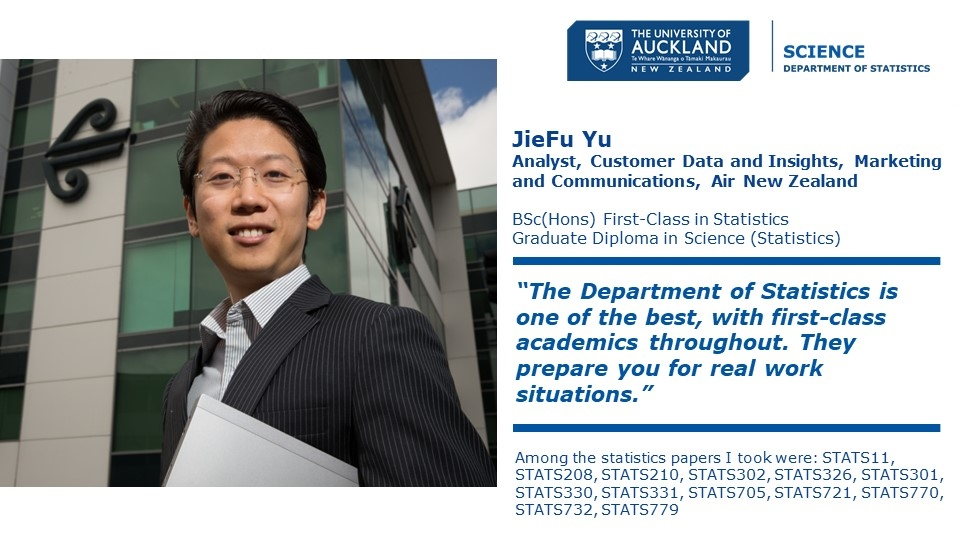 THE UNIVERSITY OF
AUCKLAND
Te Whare Wānanga o Tāmaki Makaurau
NEW ZEALAND
SCIENCE
DEPARTMENT OF STATISTICS
JieFu Yu
Analyst, Customer Data and Insights, Marketing
and Communications, Air New Zealand
BSc(Hons) First-Class in Statistics
Graduate Diploma in Science (Statistics)
“The Department of Statistics is
one of the best, with first-class
academics throughout. They
prepare you for real work
situations.”
Among the statistics papers I took were: STATS11,
STATS208, STATS210, STATS302, STATS326, STATS301,
STATS330, STATS331, STATS705, STATS721, STATS770,
STATS732, STATS779